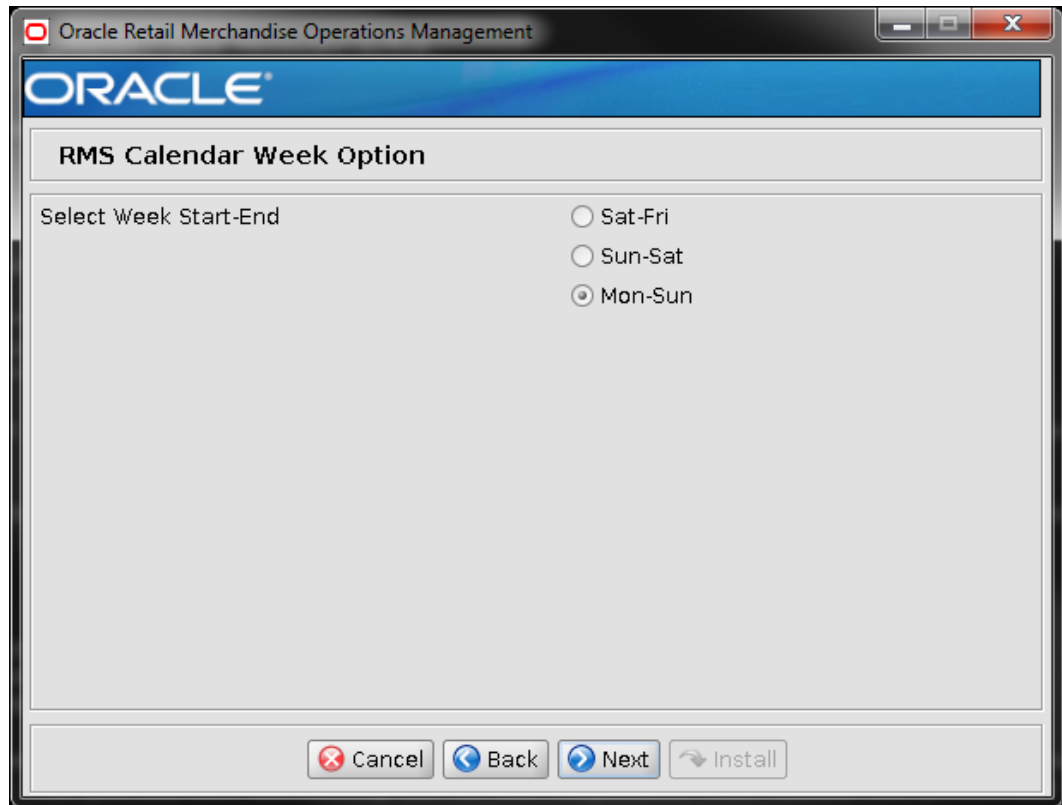 Oracle Retail Merchandise Operations Management
ORACLE®
RMS Calendar Week Option
Select Week Start-End
Sat-Fri
Sun-Sat
Mon-Sun
Cancel Back Next Install